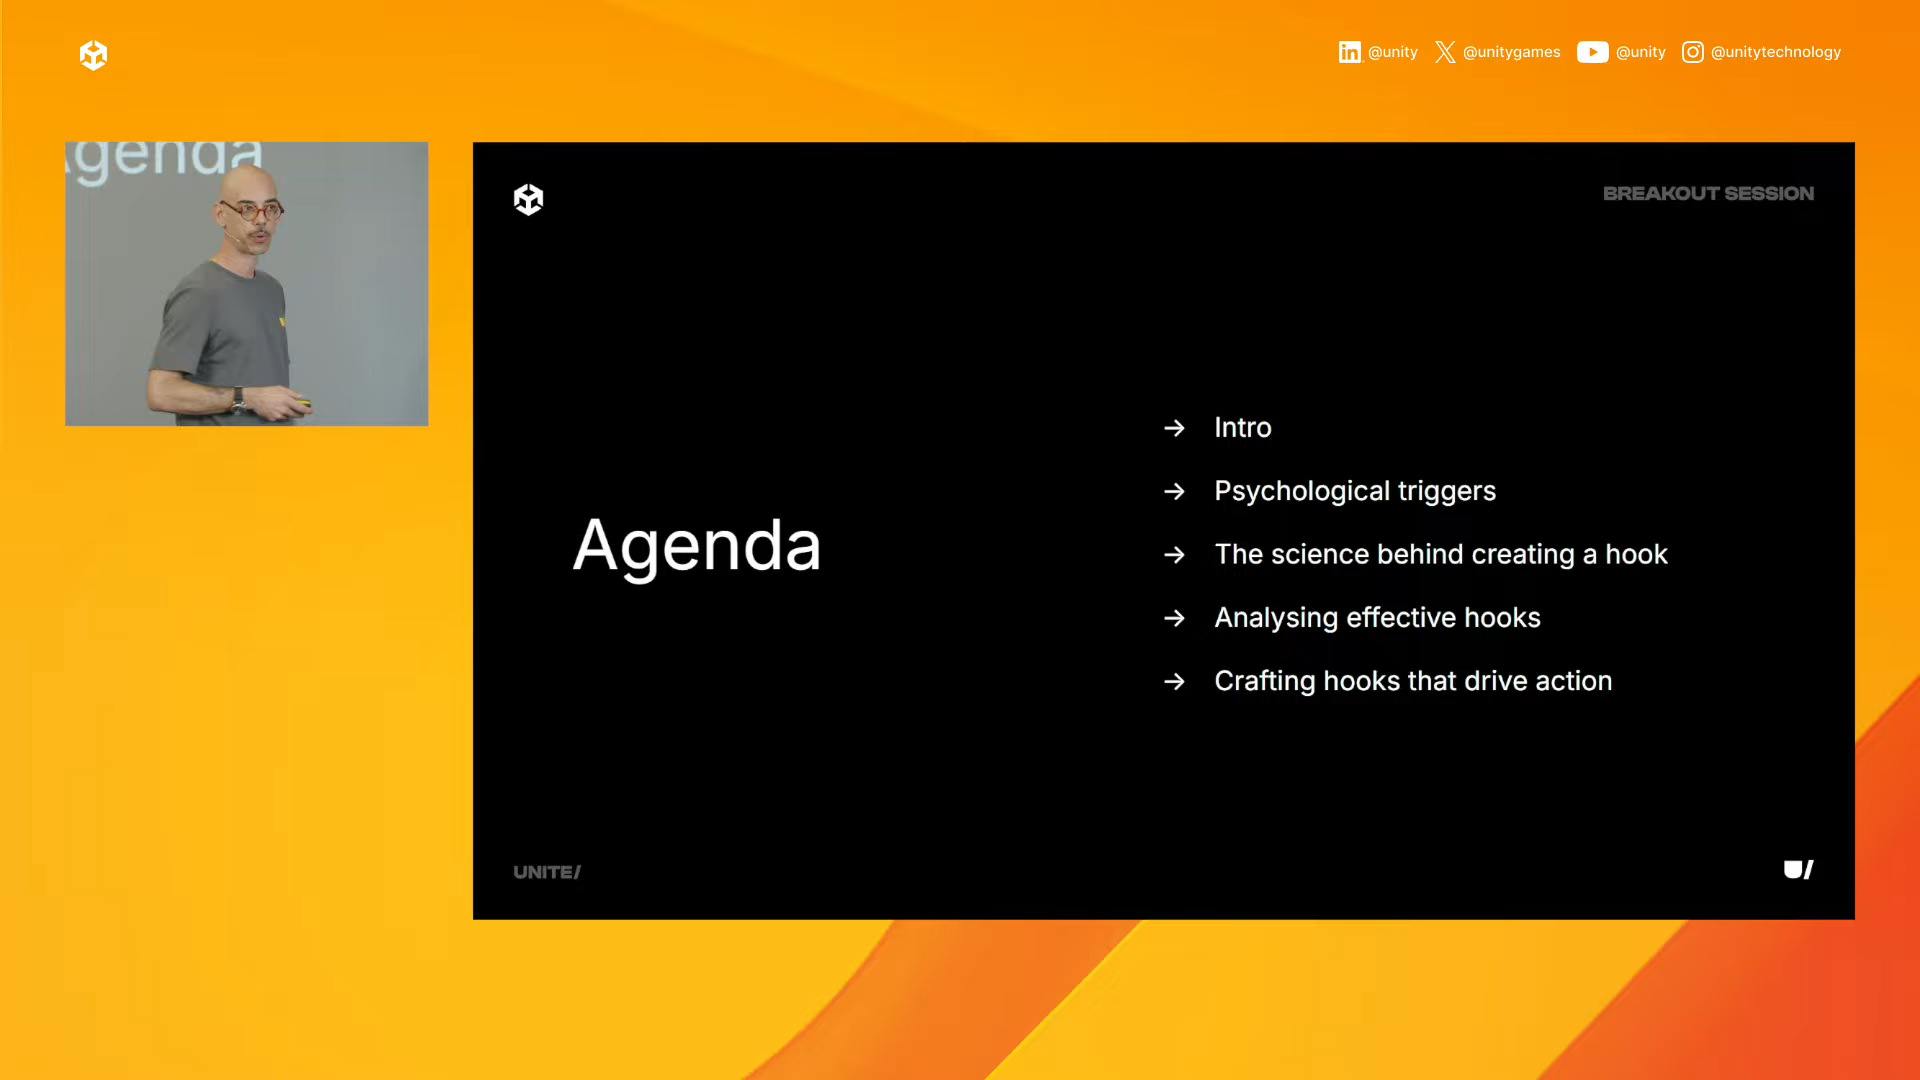 @unity @unitygames @unity @unitytechnology
Agenda
BREAKOUT SESSION
Agenda
→ Intro
→ Psychological triggers
→ The science behind creating a hook
→ Analysing effective hooks
→ Crafting hooks that drive action
UNITE/
U/